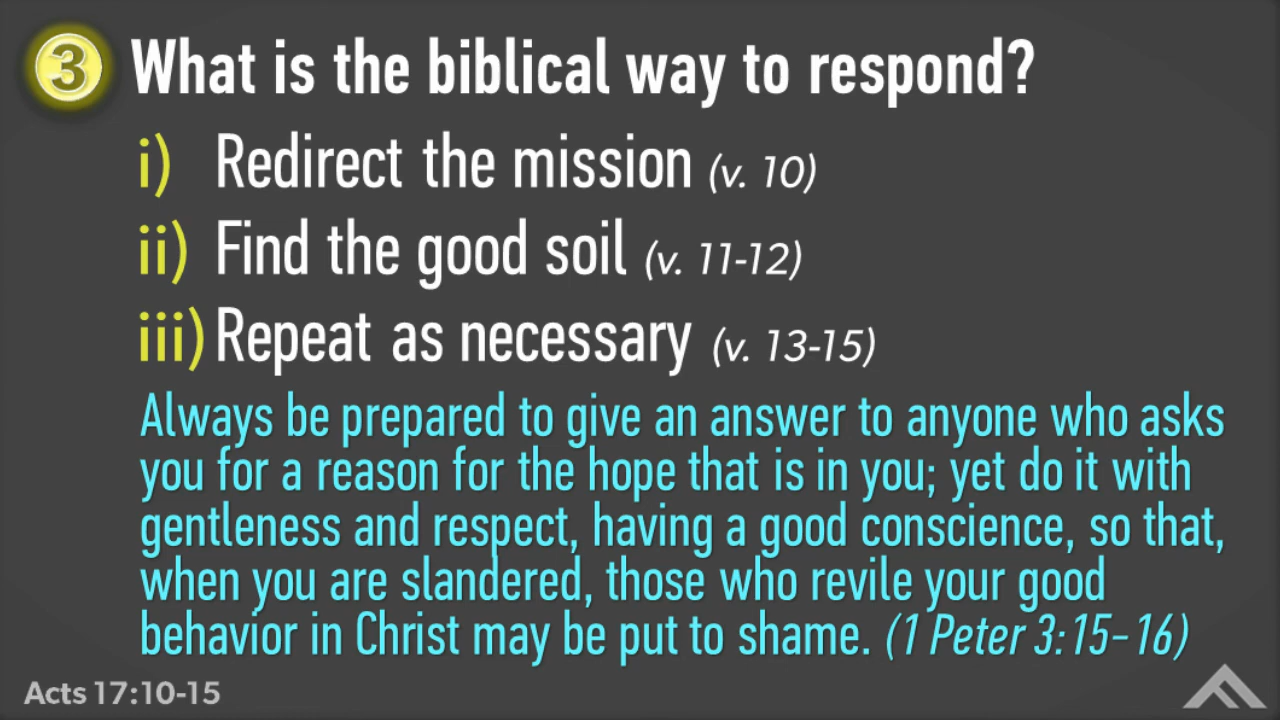 3 What is the biblical way to respond?
i) Redirect the mission (v. 10)
ii) Find the good soil (v. 11-12)
iii) Repeat as necessary (v. 13-15)
Always be prepared to give an answer to anyone who asks
you for a reason for the hope that is in you; yet do it with
gentleness and respect, having a good conscience, so that,
when you are slandered, those who revile your good
behavior in Christ may be put to shame. (1 Peter 3:15–16)
Acts 17:10-15